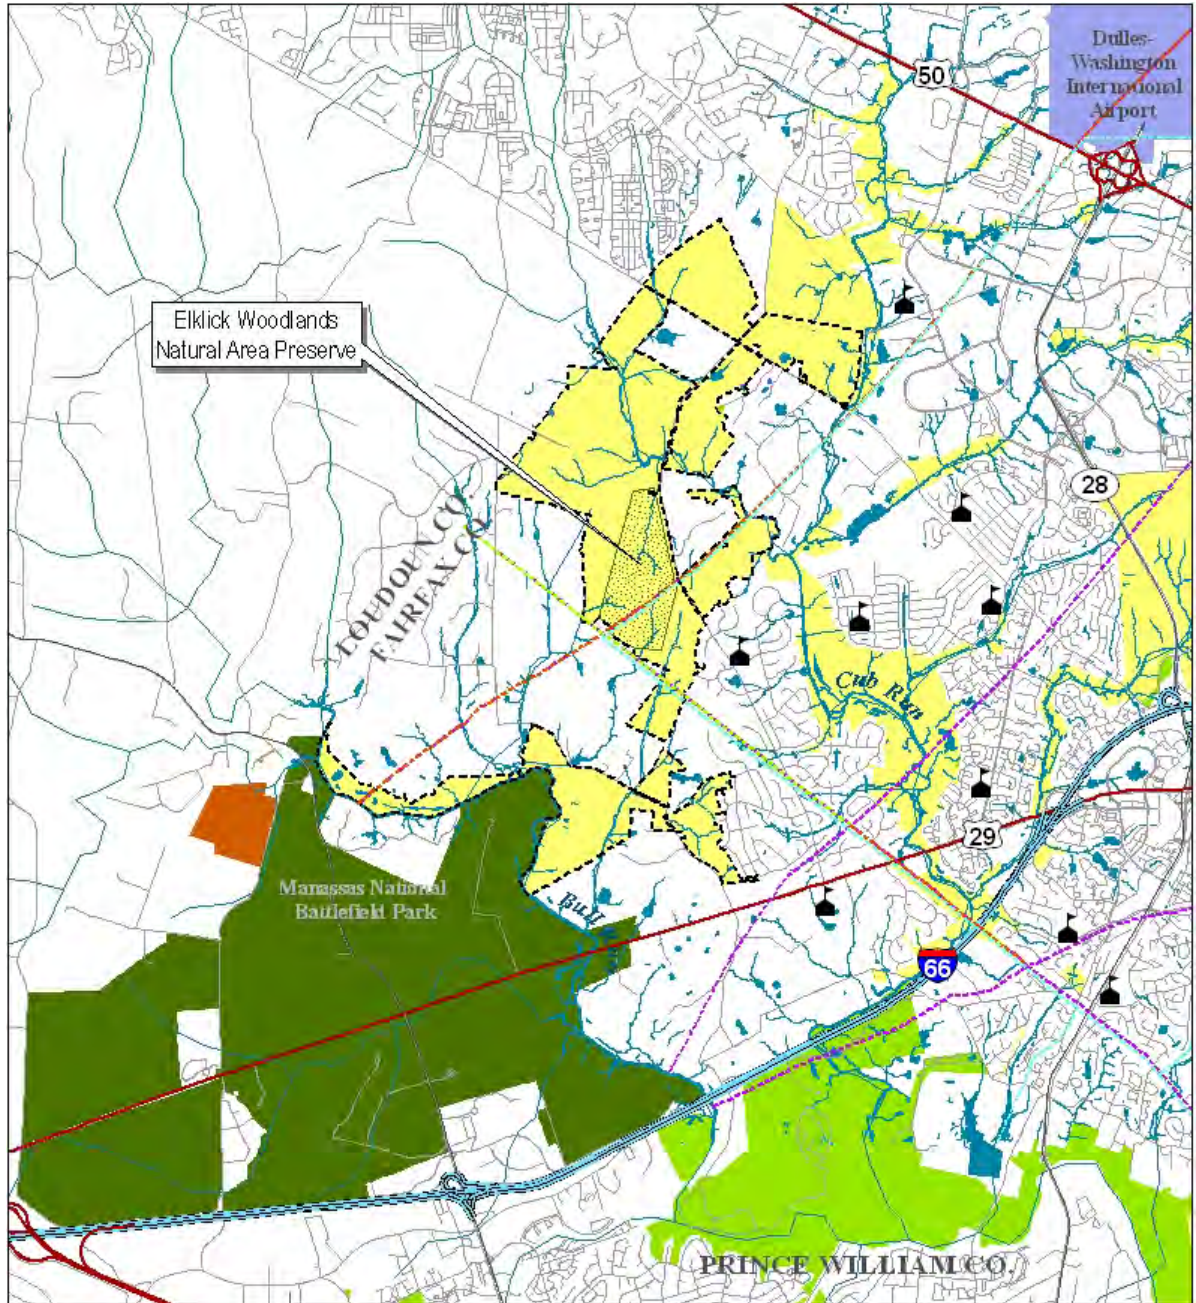 Dulles-
Washington
International
Airport
50
Elklick Woodlands
Natural Area Preserve
28
LOUDOUN CO.
FAIRFAX CO.
Cub Run
29
Manassas National
Battlefield Park
Bull Run
66
PRINCE WILLIAM CO.